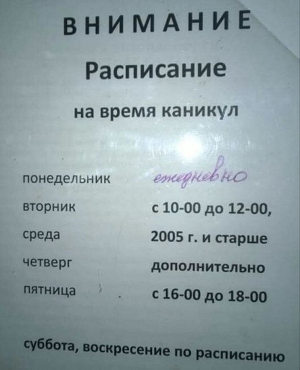 ВНИМАНИЕ
Расписание
на время каникул
понедельник ежедневно
вторник с 10-00 до 12-00,
среда 2005 г. и старше
четверг дополнительно
пятница с 16-00 до 18-00
суббота, воскресение по расписанию